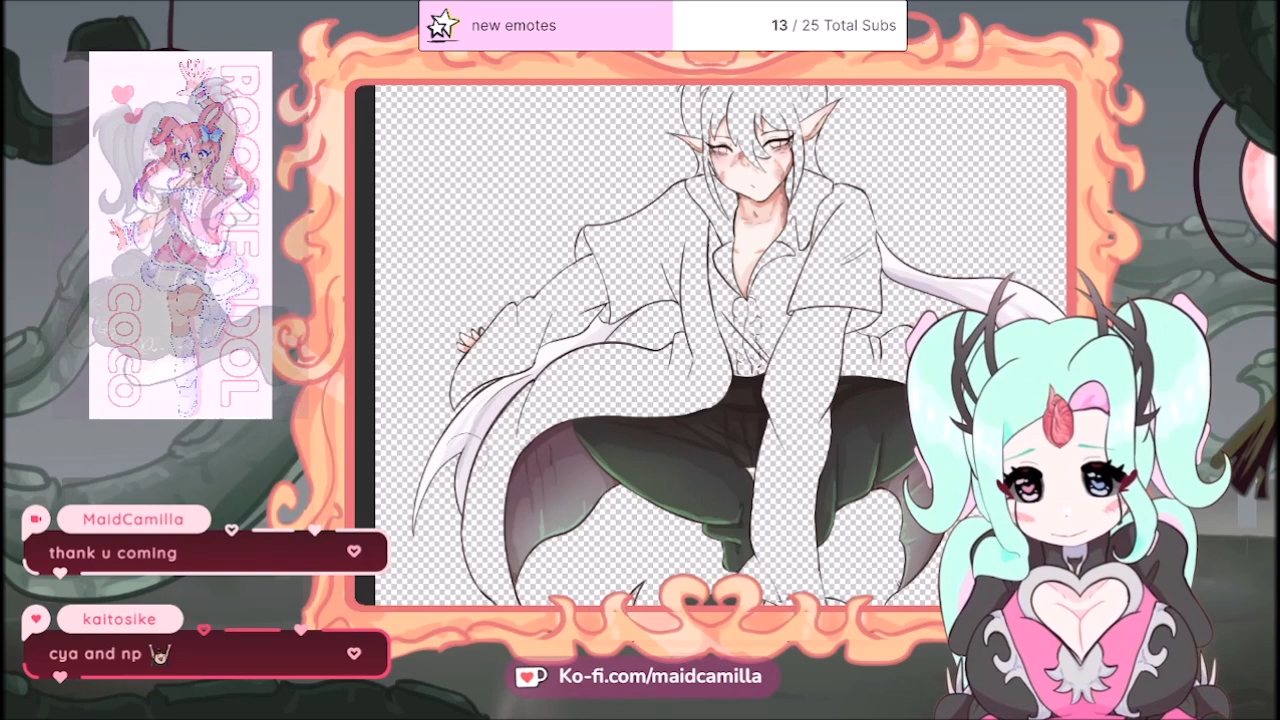 new emotes
13 / 25 Total Subs
ROOKIE IDOL
COCO
MaidCamilla
thank u coming
kaitosike
cya and np
Ko-fi.com/maidcamilla